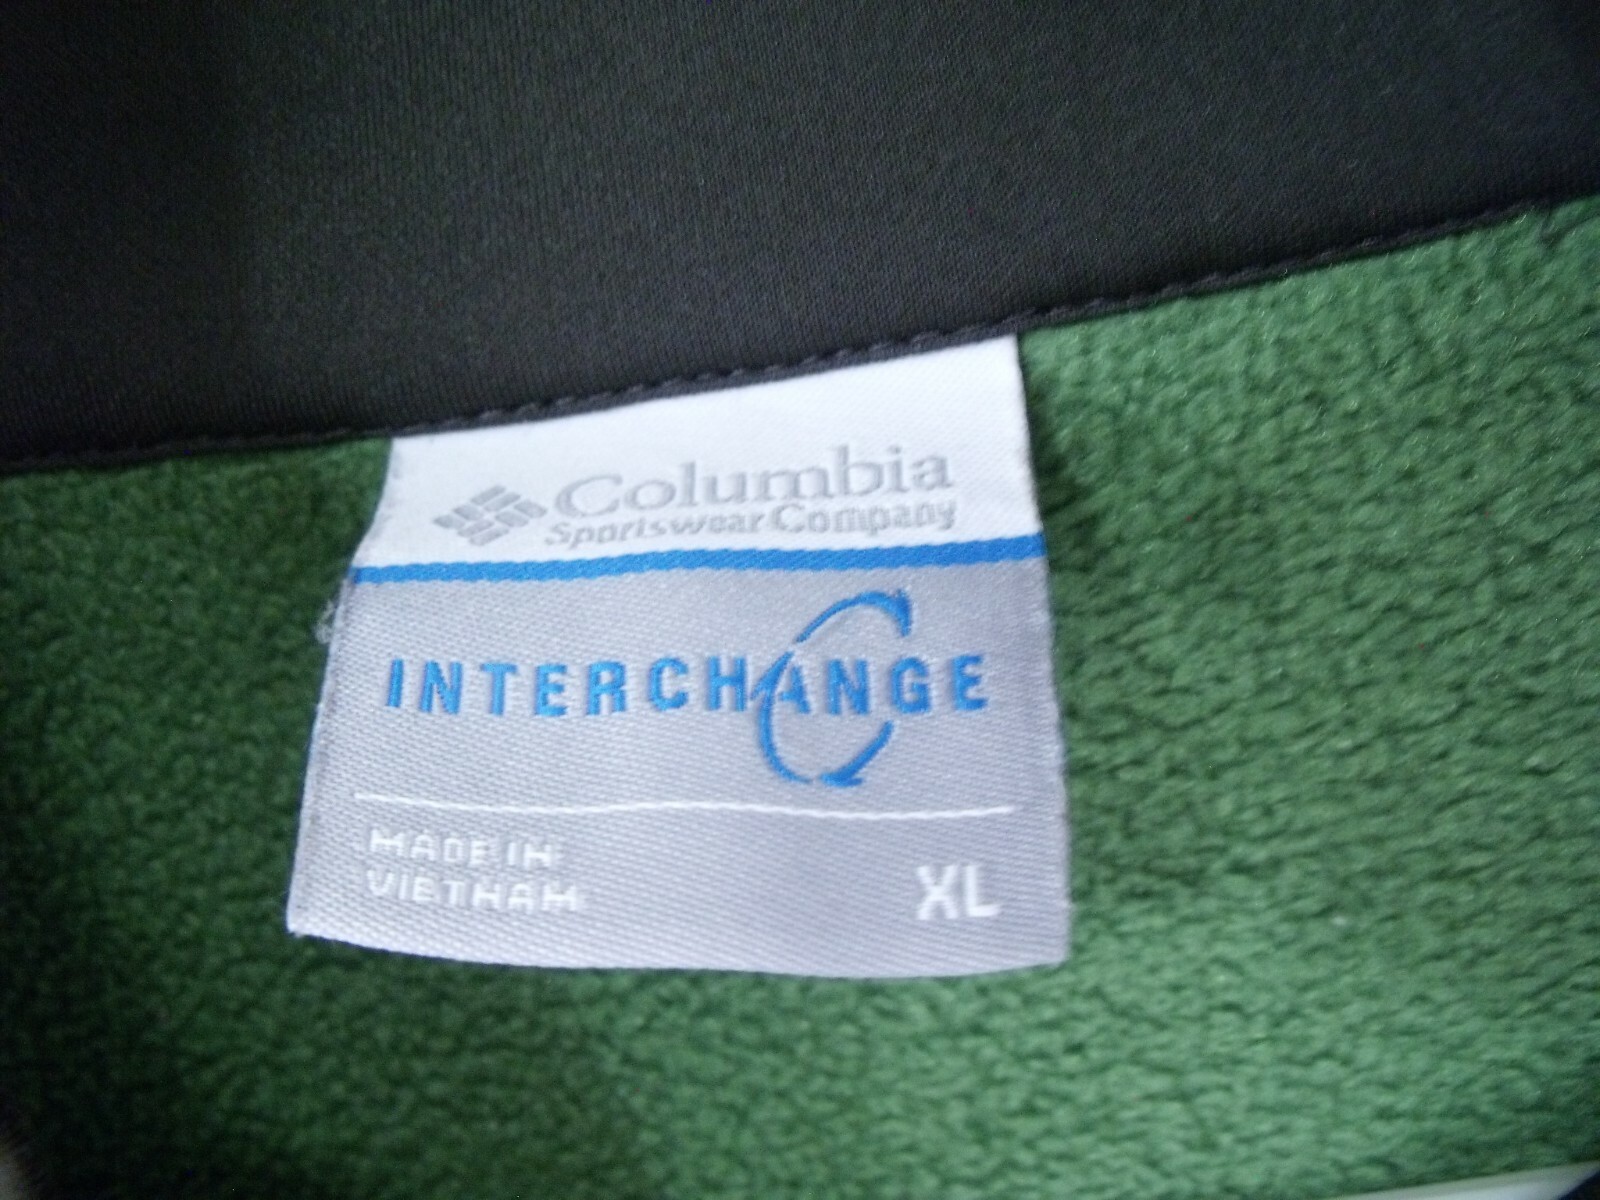 Columbia
Sportswear Company
INTERCHANGE
MADE IN
VIETNAM
XL